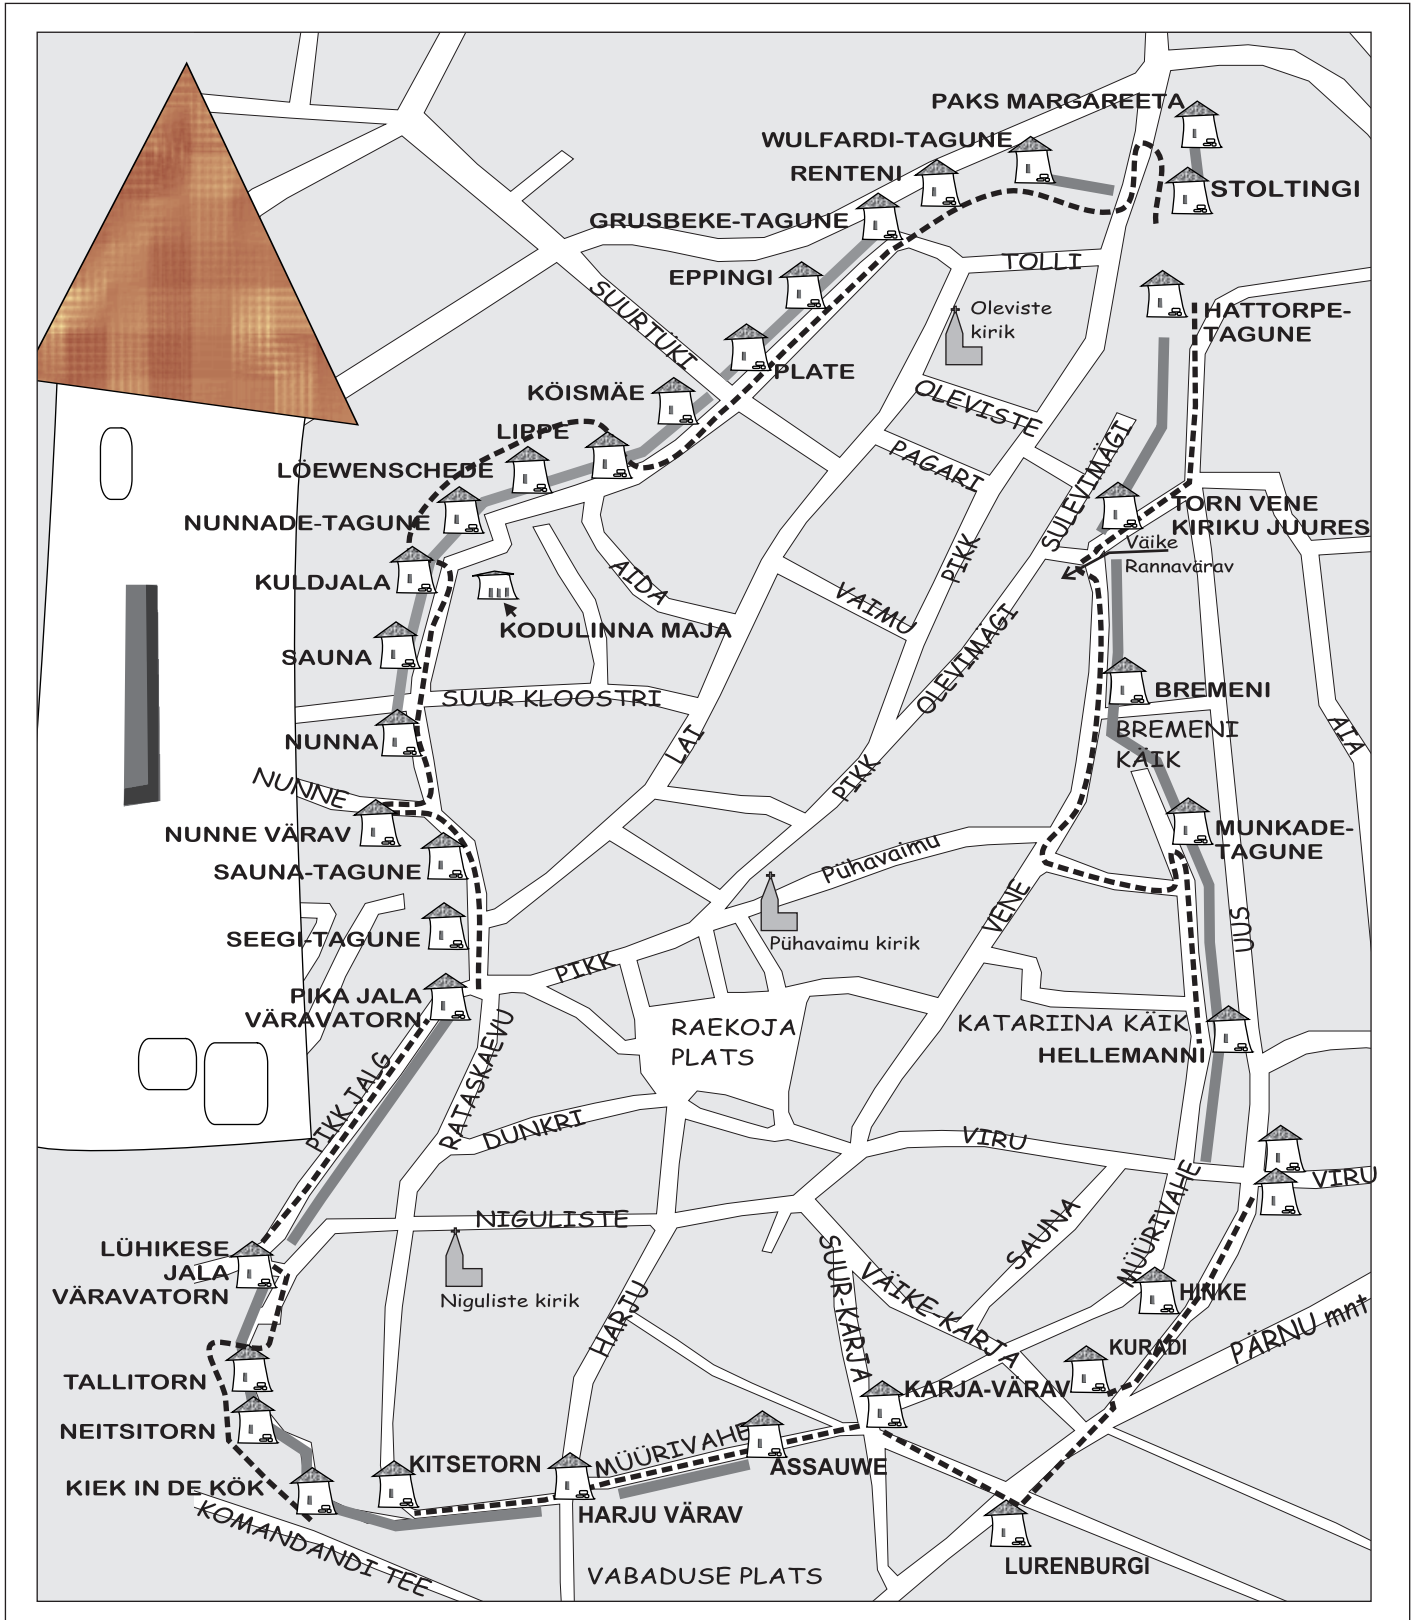 PAKS MARGAREETA
WULFARDI-TAGUNE
RENTENI
STOLTINGI
GRUSBEKE-TAGUNE
TOLLI
EPPINGI
SUURTÜKI
Oleviste
kirik
HATTORPE-
TAGUNE
PLATE
KÖISMÄE
OLEVISTE
LIPPE
PAGARI
SULEVIMÄGI
LÖEWENSCHEDE
NUNNADE-TAGUNE
TORN VENE
KIRIKU JUURES
Väike
Rannavärav
KULDJALA
AIDA
PIKK
VAIMU
KODULINNA MAJA
SAUNA
OLEVIMÄGI
SUUR KLOOSTRI
BREMENI
BREMENI
KÄIK
NUNNA
LAI
AIA
NUNNE
PIKK
NUNNE VÄRAV
MUNKADE-
TAGUNE
SAUNA-TAGUNE
Pühavaimu
VENE
UUS
SEEGI-TAGUNE
Pühavaimu kirik
PIKK
PIKA JALA
VÄRAVATORN
RAEKOJA
PLATS
KATARIINA KÄIK
HELLEMANNI
PIKK JALG
RATASKAEVU
DUNKRI
VIRU
VIRU
NIGULISTE
SAUNA
MÜÜRIVAHE
LÜHIKESE
JALA
VÄRAVATORN
SUUR-KARJA
VÄIKE-KARJA
HINKE
Niguliste kirik
HARJU
PÄRNU mnt
KURADI
TALLITORN
KARJA-VÄRAV
NEITSITORN
MÜÜRIVAHE
KITSETORN
ASSAUWE
KIEK IN DE KÖK
HARJU VÄRAV
KOMANDANDI TEE
LURENBURGI
VABADUSE PLATS